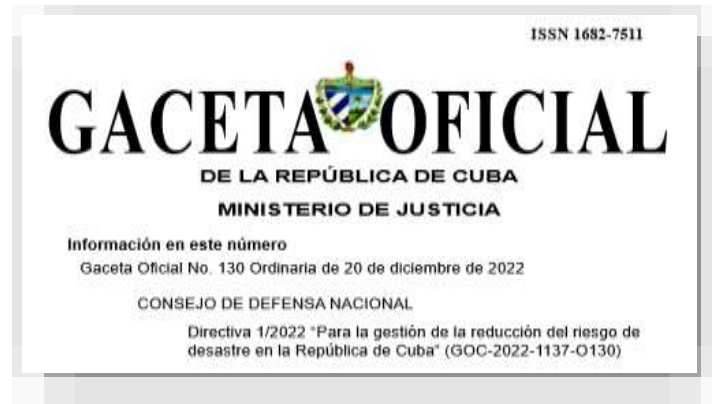 ISSN 1682-7511
GACETA OFICIAL
DE LA REPÚBLICA DE CUBA
MINISTERIO DE JUSTICIA
Información en este número
Gaceta Oficial No. 130 Ordinaria de 20 de diciembre de 2022
CONSEJO DE DEFENSA NACIONAL
Directiva 1/2022 "Para la gestión de la reducción del riesgo de
desastre en la República de Cuba" (GOC-2022-1137-O130)